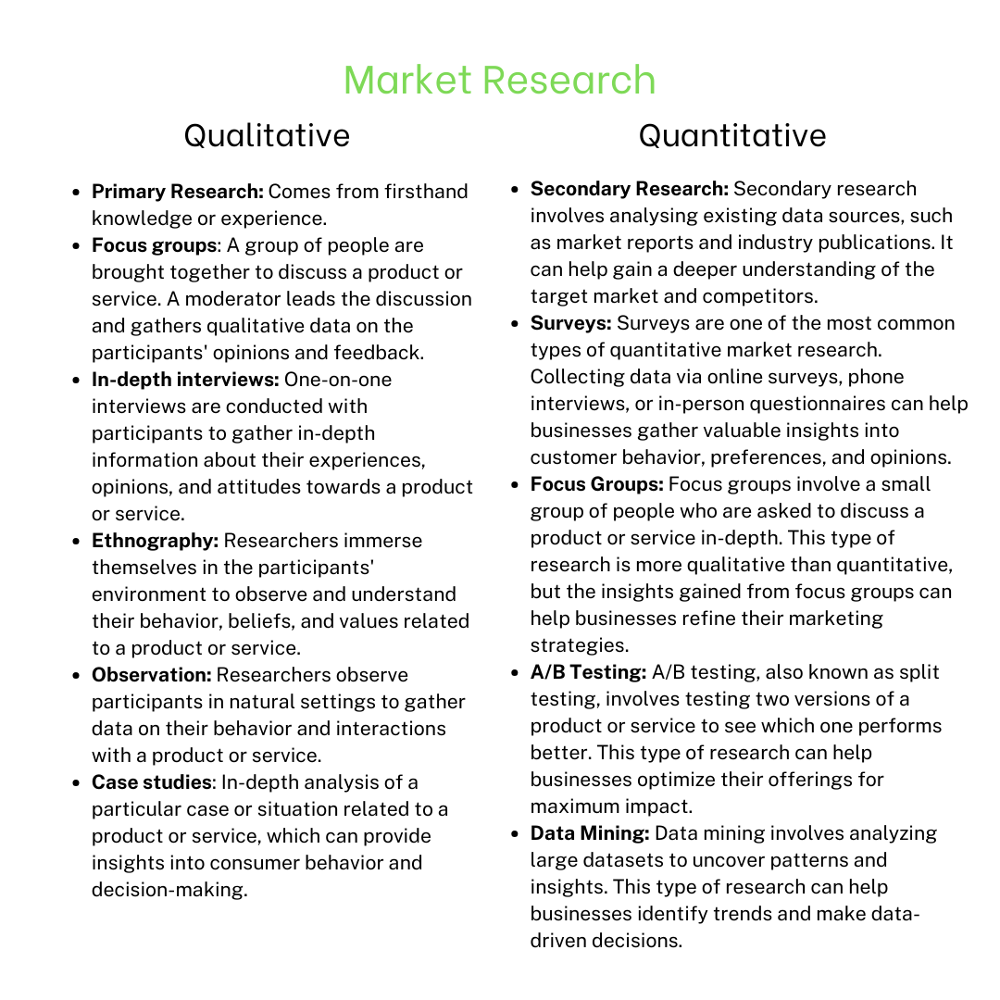 Market Research
Qualitative
• Primary Research: Comes from firsthand
knowledge or experience.
• Focus groups: A group of people are
brought together to discuss a product or
service. A moderator leads the discussion
and gathers qualitative data on the
participants' opinions and feedback.
• In-depth interviews: One-on-one
interviews are conducted with
participants to gather in-depth
information about their experiences,
opinions, and attitudes towards a product
or service.
• Ethnography: Researchers immerse
themselves in the participants'
environment to observe and understand
their behavior, beliefs, and values related
to a product or service.
• Observation: Researchers observe
participants in natural settings to gather
data on their behavior and interactions
with a product or service.
• Case studies: In-depth analysis of a
particular case or situation related to a
product or service, which can provide
insights into consumer behavior and
decision-making.
Quantitative
• Secondary Research: Secondary research
involves analysing existing data sources, such
as market reports and industry publications. It
can help gain a deeper understanding of the
target market and competitors.
• Surveys: Surveys are one of the most common
types of quantitative market research.
Collecting data via online surveys, phone
interviews, or in-person questionnaires can help
businesses gather valuable insights into
customer behavior, preferences, and opinions.
• Focus Groups: Focus groups involve a small
group of people who are asked to discuss a
product or service in-depth. This type of
research is more qualitative than quantitative,
but the insights gained from focus groups can
help businesses refine their marketing
strategies.
• A/B Testing: A/B testing, also known as split
testing, involves testing two versions of a
product or service to see which one performs
better. This type of research can help
businesses optimize their offerings for
maximum impact.
• Data Mining: Data mining involves analyzing
large datasets to uncover patterns and
insights. This type of research can help
businesses identify trends and make data-
driven decisions.